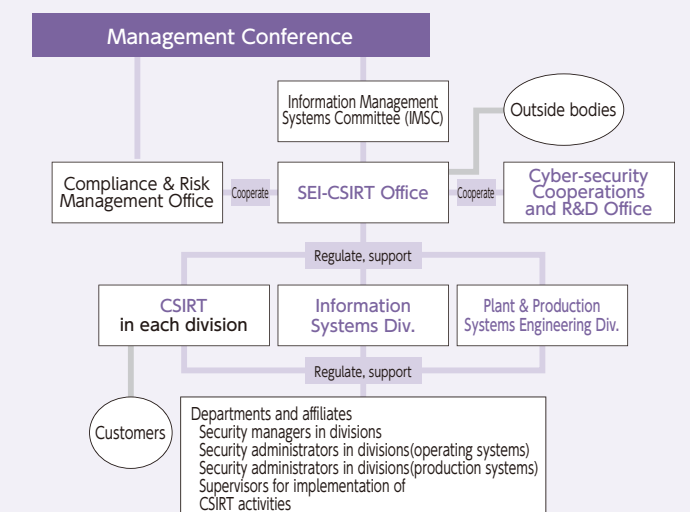 Management Conference
Information Management
Systems Committee (IMSC)
Outside bodies
Compliance & Risk
Management Office
Cooperate
SEI-CSIRT Office
Cooperate
Cyber-security
Cooperations
and R&D Office
Regulate, support
CSIRT
in each division
Information
Systems Div.
Plant & Production
Systems Engineering Div.
Regulate, support
Customers
Departments and affiliates
Security managers in divisions
Security administrators in divisions(operating systems)
Security administrators in divisions(production systems)
Supervisors for implementation of
CSIRT activities